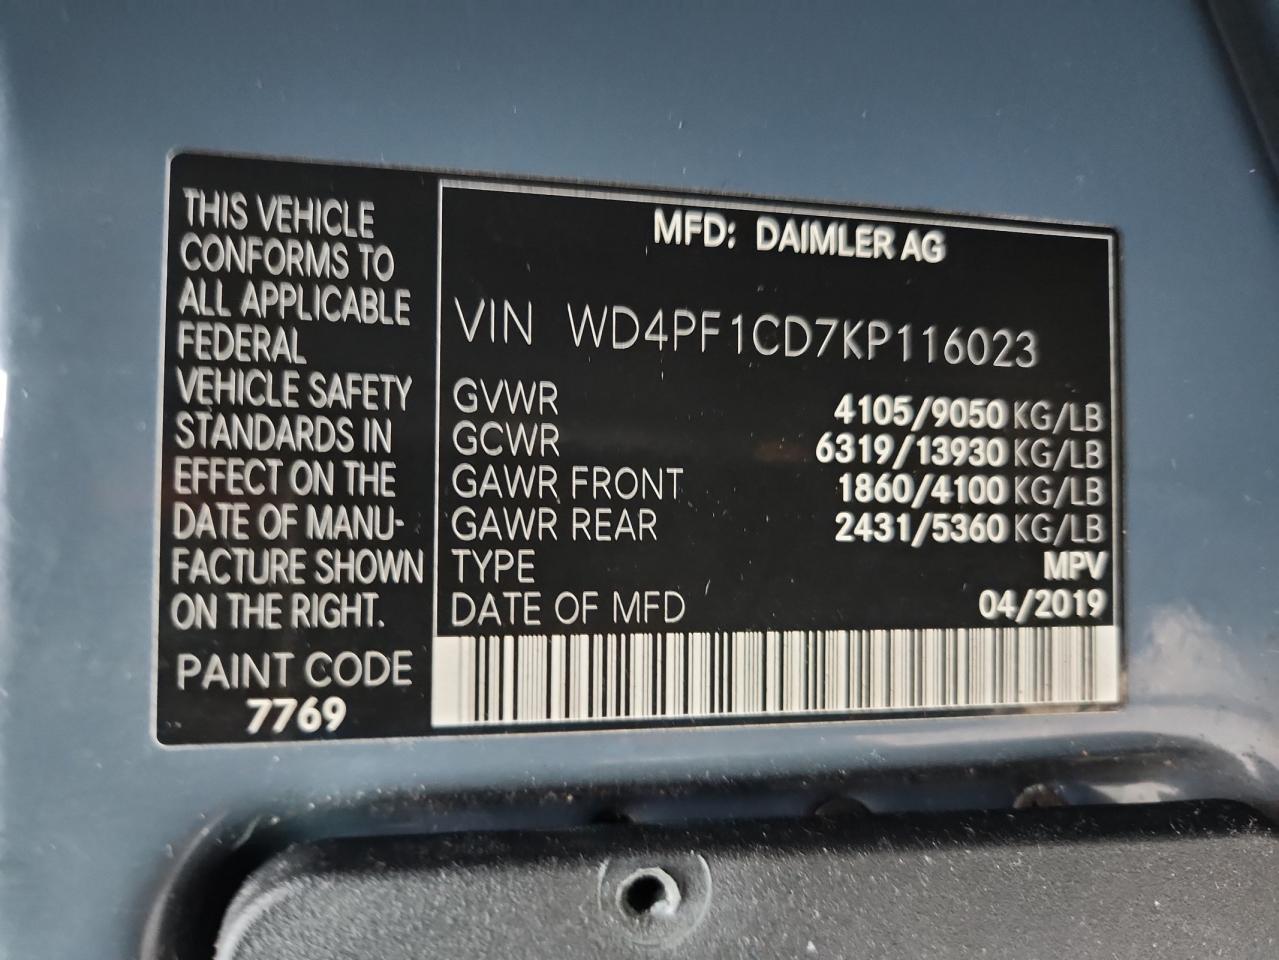 THIS VEHICLE
CONFORMS TO
ALL APPLICABLE
FEDERAL
VEHICLE SAFETY
STANDARDS IN
EFFECT ON THE
DATE OF MANU-
FACTURE SHOWN
ON THE RIGHT.
PAINT CODE
7769
MFD: DAIMLER AG
VIN WD4PF1CD7KP116023
GVWR 4105/9050 KG/LB
GCWR 6319/13930 KG/LB
GAWR FRONT 1860/4100 KG/LB
GAWR REAR 2431/5360 KG/LB
TYPE MPV
DATE OF MFD 04/2019